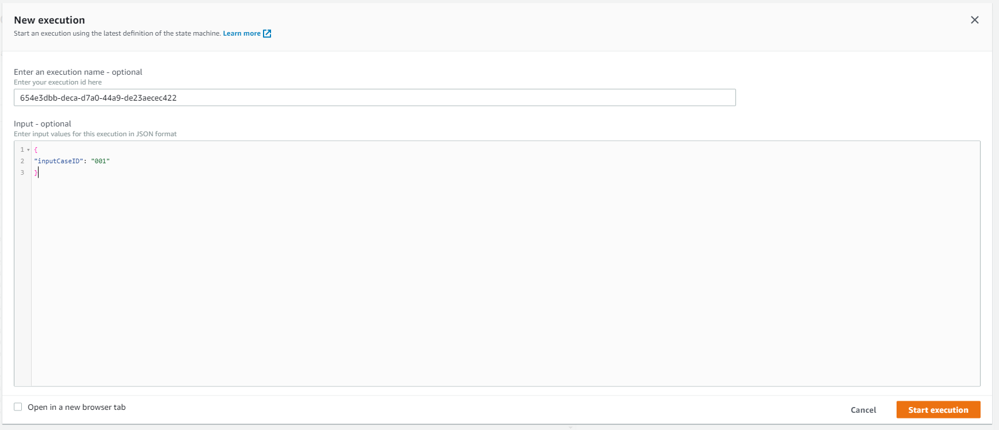 New execution
Start an execution using the latest definition of the state machine. Learn more
Enter an execution name - optional
Enter your execution id here
654e3dbb-deca-d7a0-44a9-de23aecec422
Input - optional
Enter input values for this execution in JSON format
1 {
2 "inputCaseID": "001"
3 }
Open in a new browser tab
Cancel
Start execution